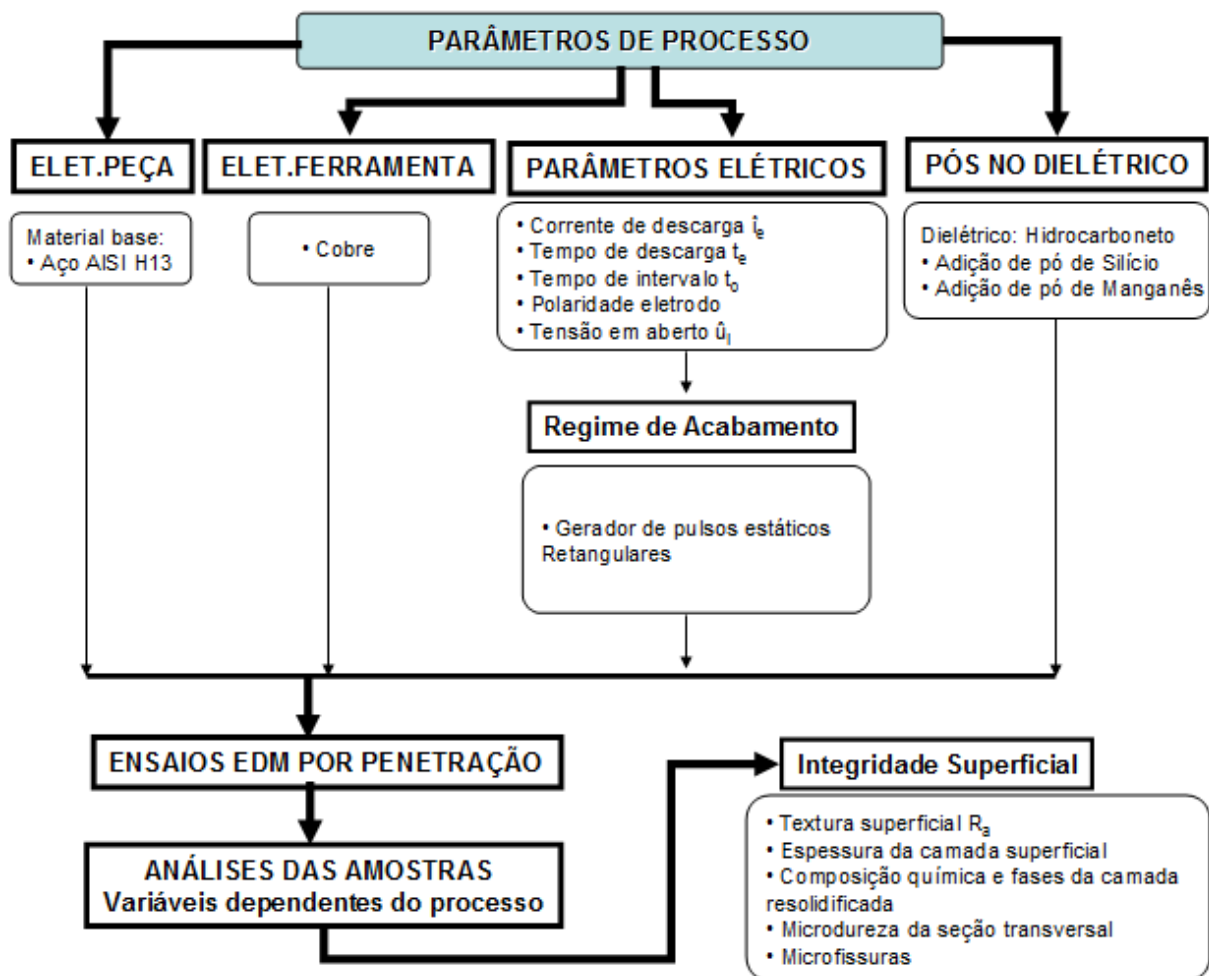 PARÂMETROS DE PROCESSO
ELET.PEÇA
ELET.FERRAMENTA
PARÂMETROS ELÉTRICOS
PÓS NO DIELÉTRICO
Material base:
• Aço AISI H13
• Cobre
• Corrente de descarga îe
• Tempo de descarga te
• Tempo de intervalo to
• Polaridade eletrodo
• Tensão em aberto ûl
Dielétrico: Hidrocarboneto
• Adição de pó de Silício
• Adição de pó de Manganês
Regime de Acabamento
• Gerador de pulsos estáticos
Retangulares
ENSAIOS EDM POR PENETRAÇÃO
ANÁLISES DAS AMOSTRAS
Variáveis dependentes do processo
Integridade Superficial
• Textura superficial Ra
• Espessura da camada superficial
• Composição química e fases da camada
resolidificada
• Microdureza da seção transversal
• Microfissuras